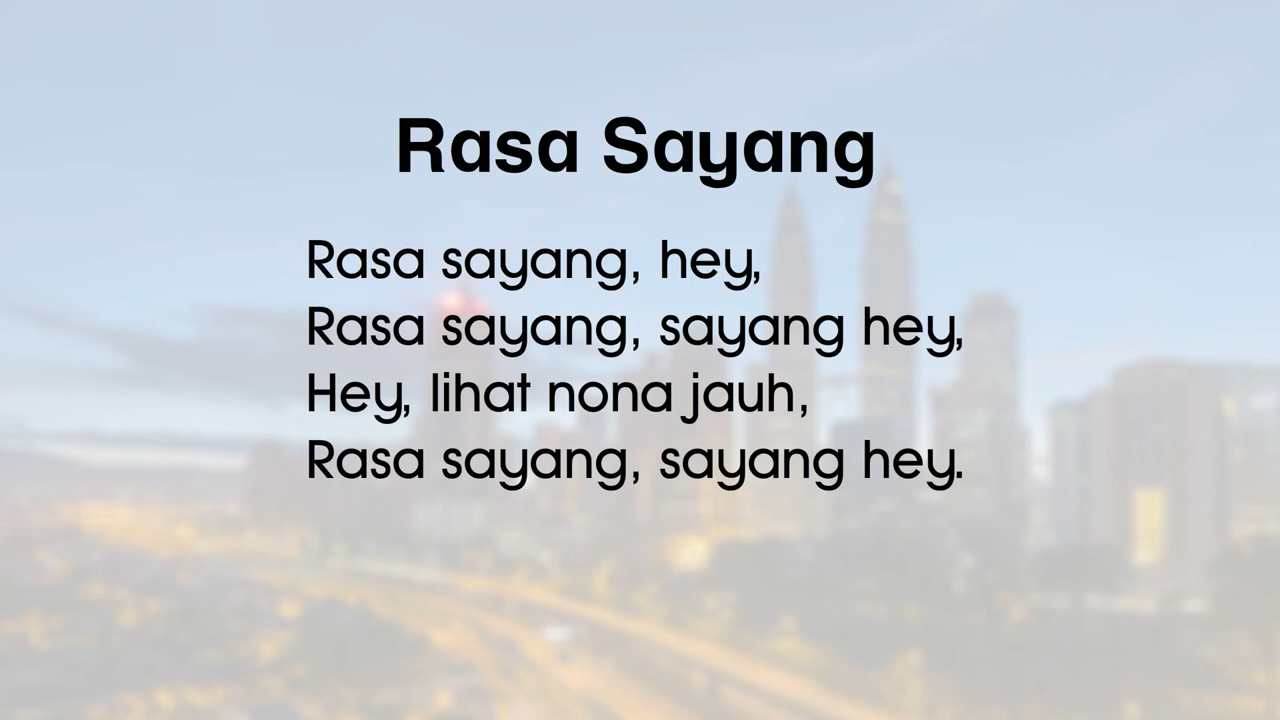 Rasa Sayang
Rasa sayang, hey,
Rasa sayang, sayang hey,
Hey, lihat nona jauh,
Rasa sayang, sayang hey.